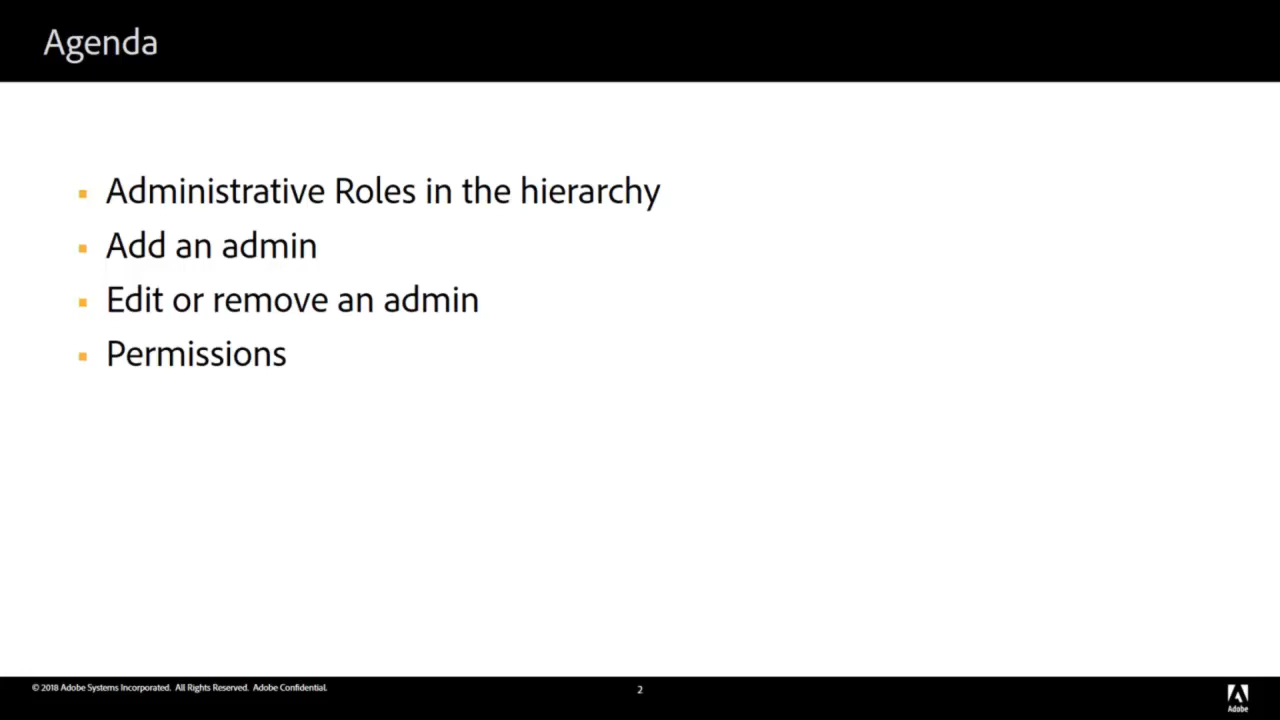 Agenda
Administrative Roles in the hierarchy
Add an admin
Edit or remove an admin
Permissions
© 2018 Adobe Systems Incorporated. All Rights Reserved. Adobe Confidential.
2
Adobe